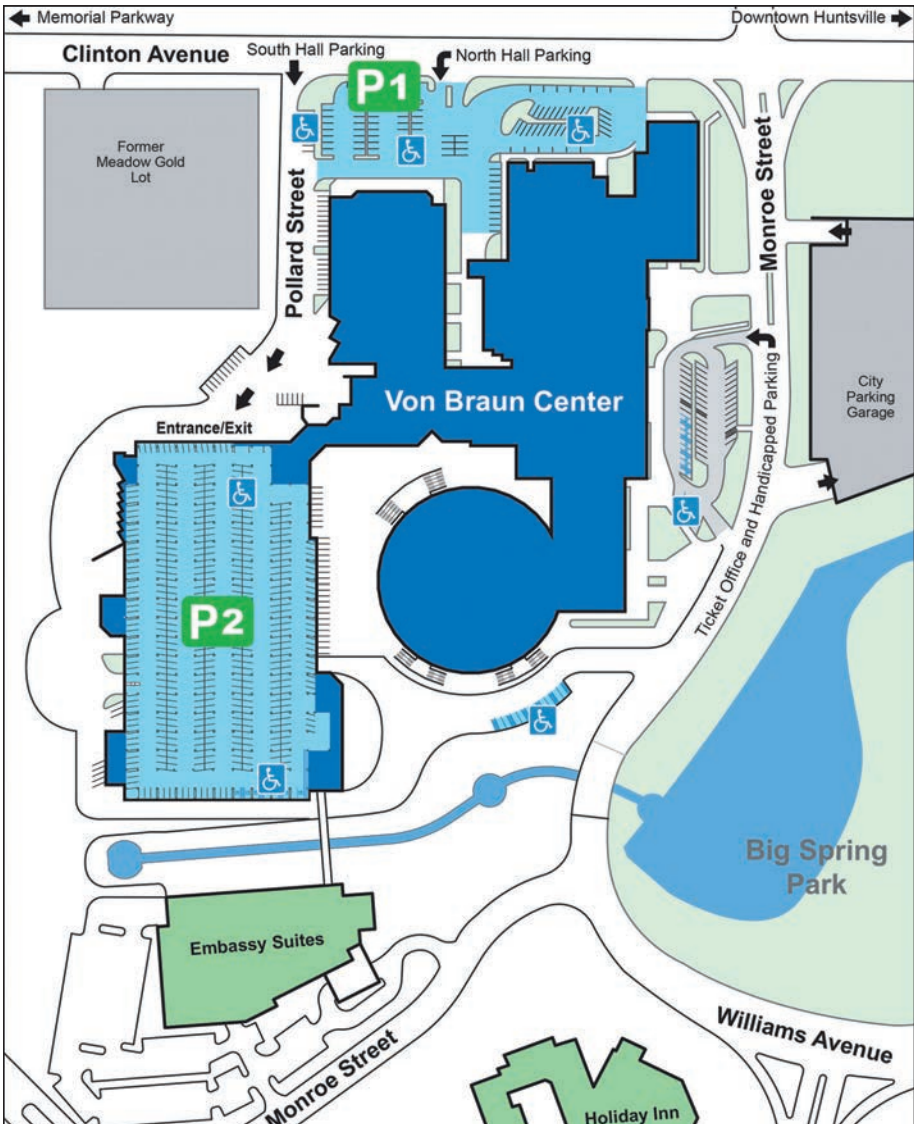 Memorial Parkway
Downtown Huntsville
Clinton Avenue
South Hall Parking
North Hall Parking
P1
Former
Meadow Gold
Lot
Pollard Street
Monroe Street
Von Braun Center
City
Parking
Garage
Entrance/Exit
Ticket Office and Handicapped Parking
P2
Big Spring
Park
Embassy Suites
Williams Avenue
Monroe Street
Holiday Inn